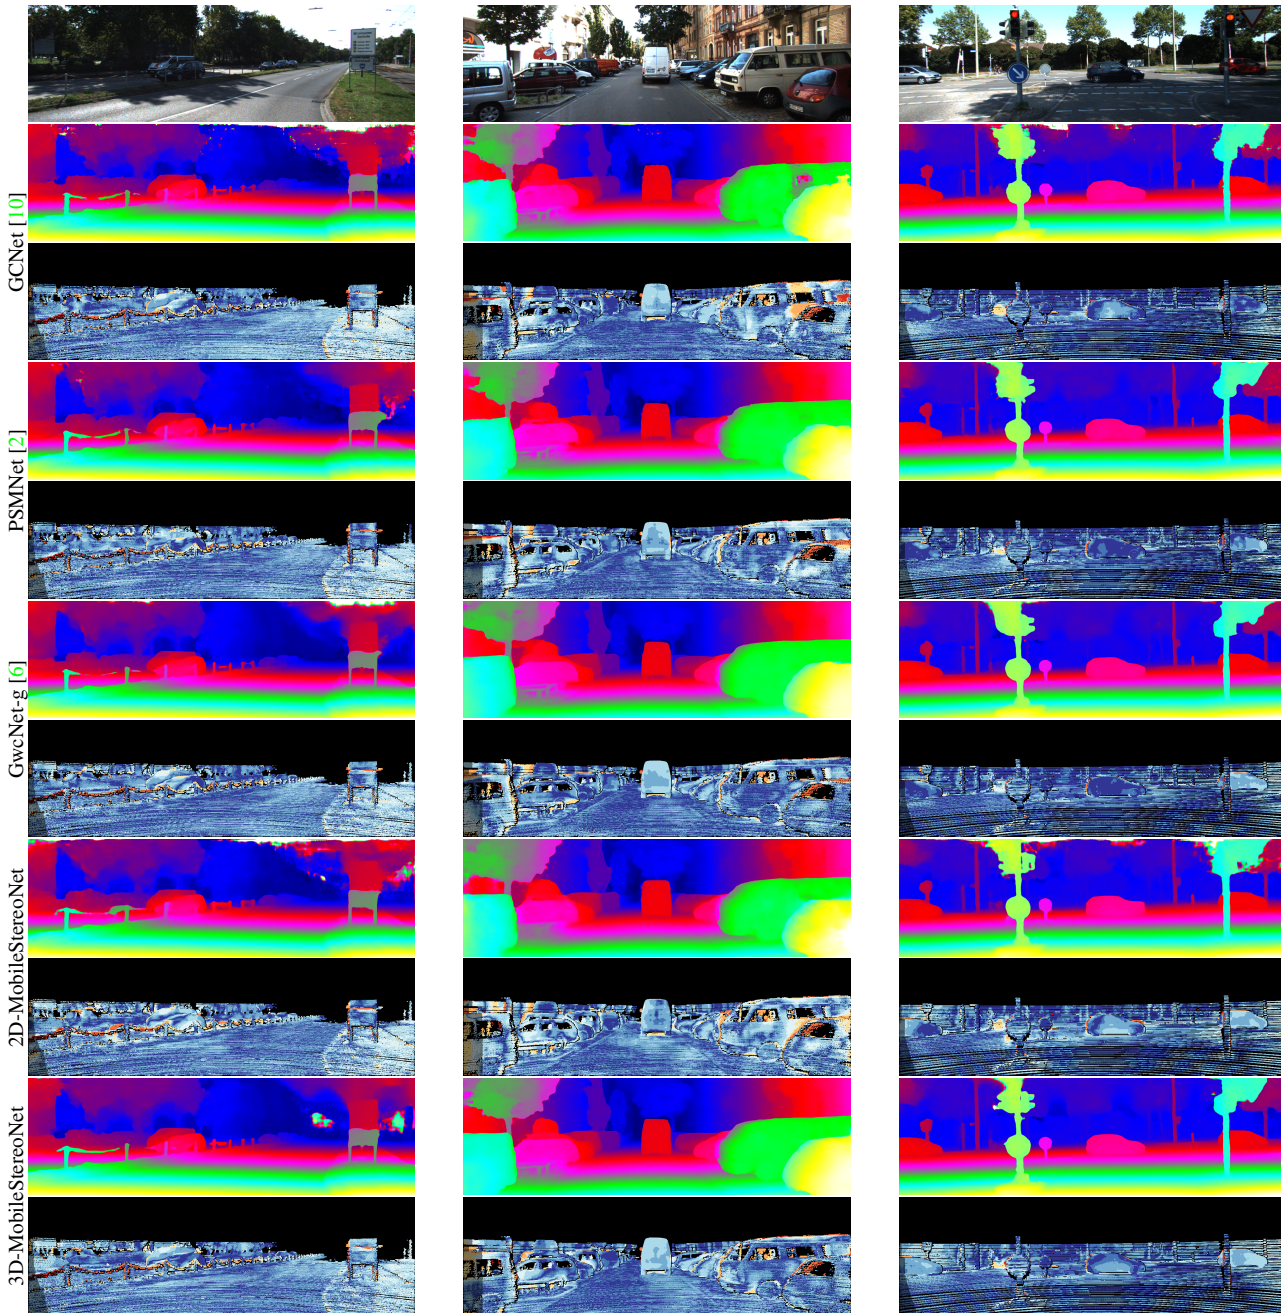 GCNet [10]
PSMNet [2]
GwcNet-g [6]
2D-MobileStereoNet
3D-MobileStereoNet